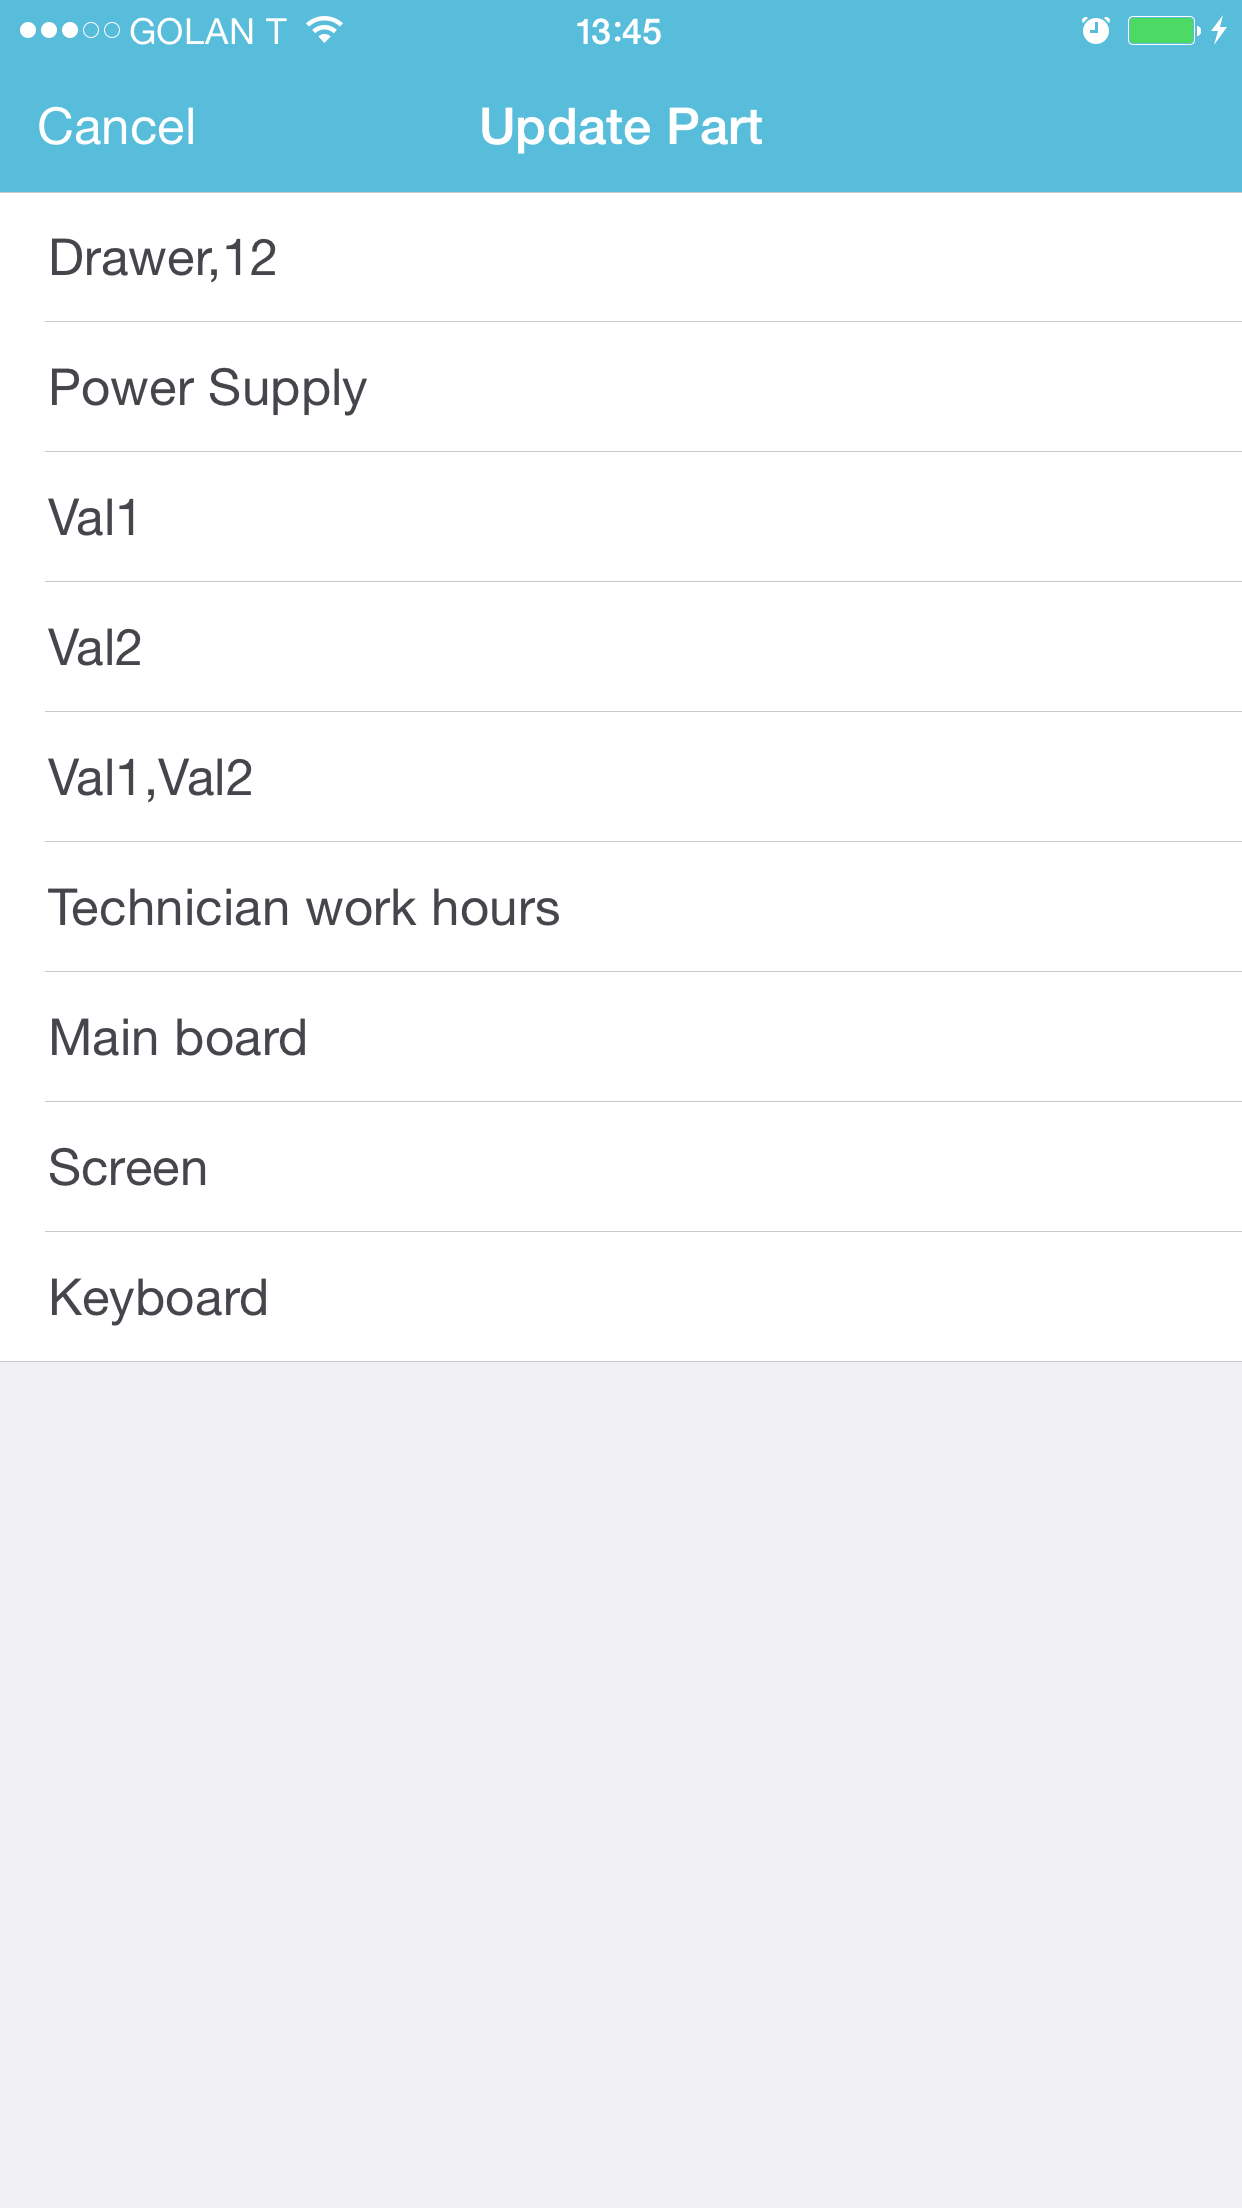 GOLAN T
13:45
Cancel
Update Part
Drawer,12
Power Supply
Val1
Val2
Val1,Val2
Technician work hours
Main board
Screen
Keyboard